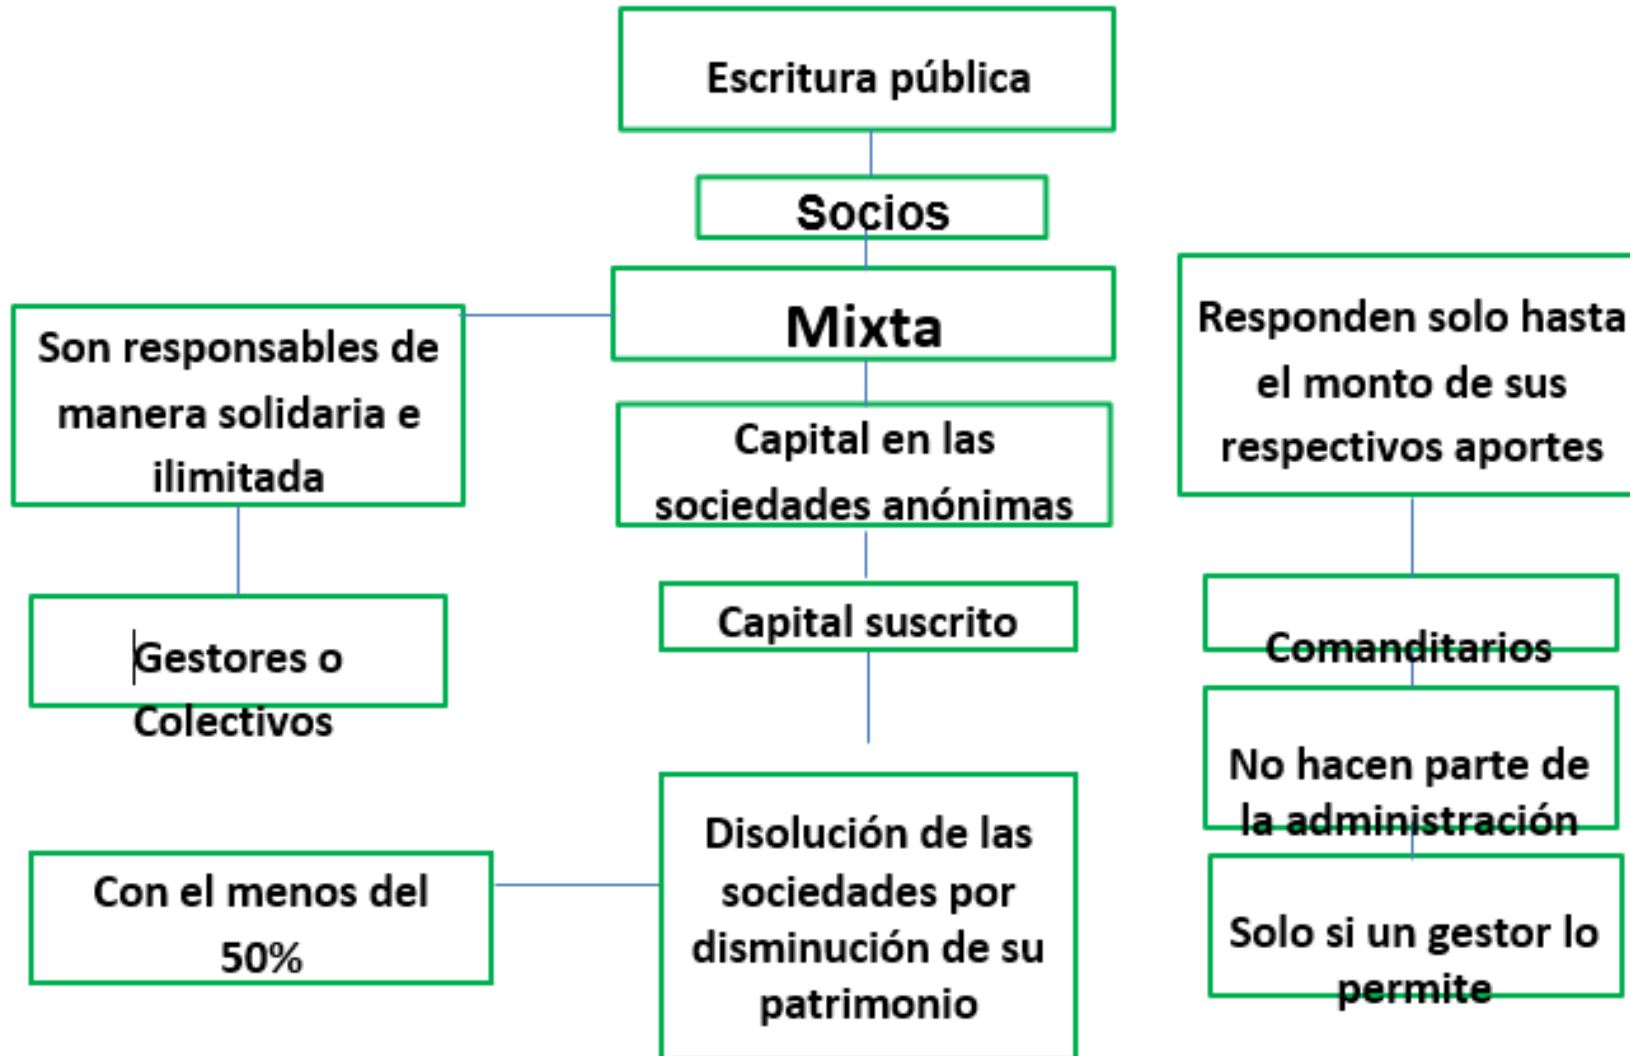 Escritura pública
Socios
Mixta
Son responsables de
manera solidaria e
ilimitada
Gestores o
Colectivos
Capital en las
sociedades anónimas
Capital suscrito
Disolución de las
sociedades por
disminución de su
patrimonio
Con el menos del
50%
Responden solo hasta
el monto de sus
respectivos aportes
Comanditarios
No hacen parte de
la administración
Solo si un gestor lo
permite